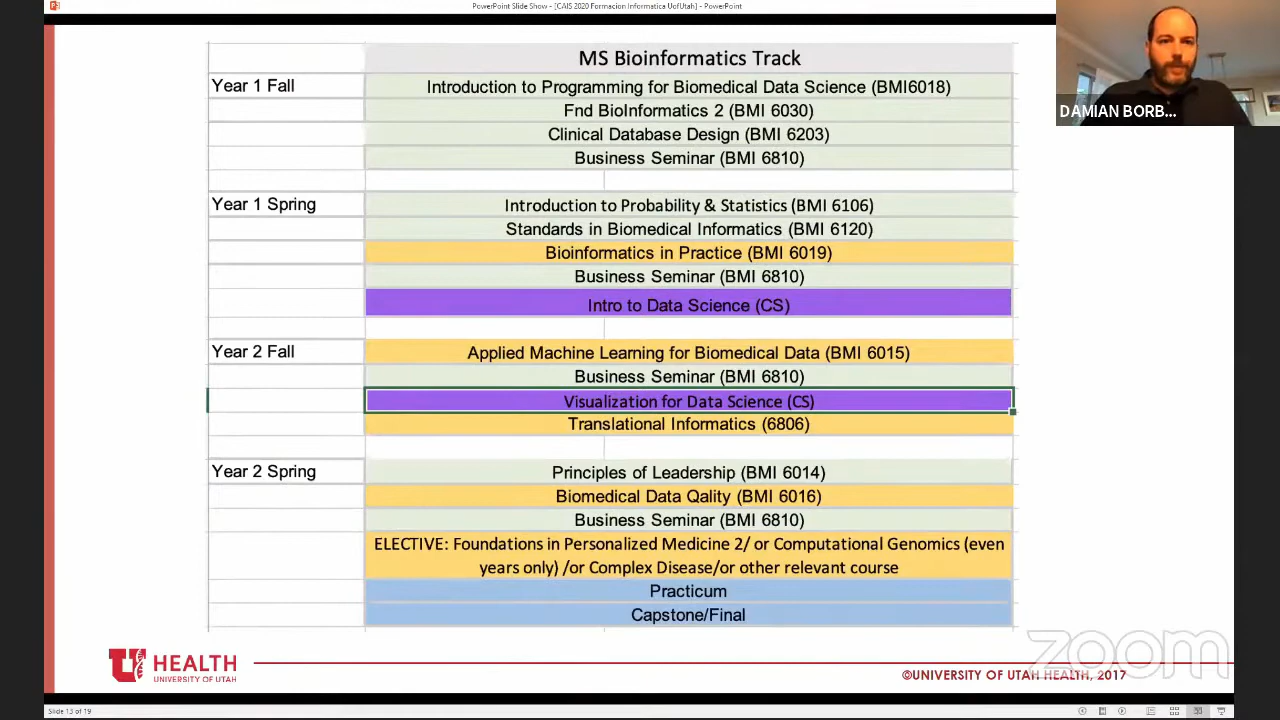 PowerPoint Slide Show - [CAIS 2020 Formacion Informatica UofUtah] - PowerPoint
DAMIAN BORB...
MS Bioinformatics Track
Year 1 Fall
Introduction to Programming for Biomedical Data Science (BMI6018)
Fnd BioInformatics 2 (BMI 6030)
Clinical Database Design (BMI 6203)
Business Seminar (BMI 6810)
Year 1 Spring
Introduction to Probability & Statistics (BMI 6106)
Standards in Biomedical Informatics (BMI 6120)
Bioinformatics in Practice (BMI 6019)
Business Seminar (BMI 6810)
Intro to Data Science (CS)
Year 2 Fall
Applied Machine Learning for Biomedical Data (BMI 6015)
Business Seminar (BMI 6810)
Visualization for Data Science (CS)
Translational Informatics (6806)
Year 2 Spring
Principles of Leadership (BMI 6014)
Biomedical Data Qality (BMI 6016)
Business Seminar (BMI 6810)
ELECTIVE: Foundations in Personalized Medicine 2/ or Computational Genomics (even
years only) /or Complex Disease/or other relevant course
Practicum
Capstone/Final
zoom
U HEALTH
UNIVERSITY OF UTAH
©UNIVERSITY OF UTAH HEALTH, 2017
Slide 13 of 19